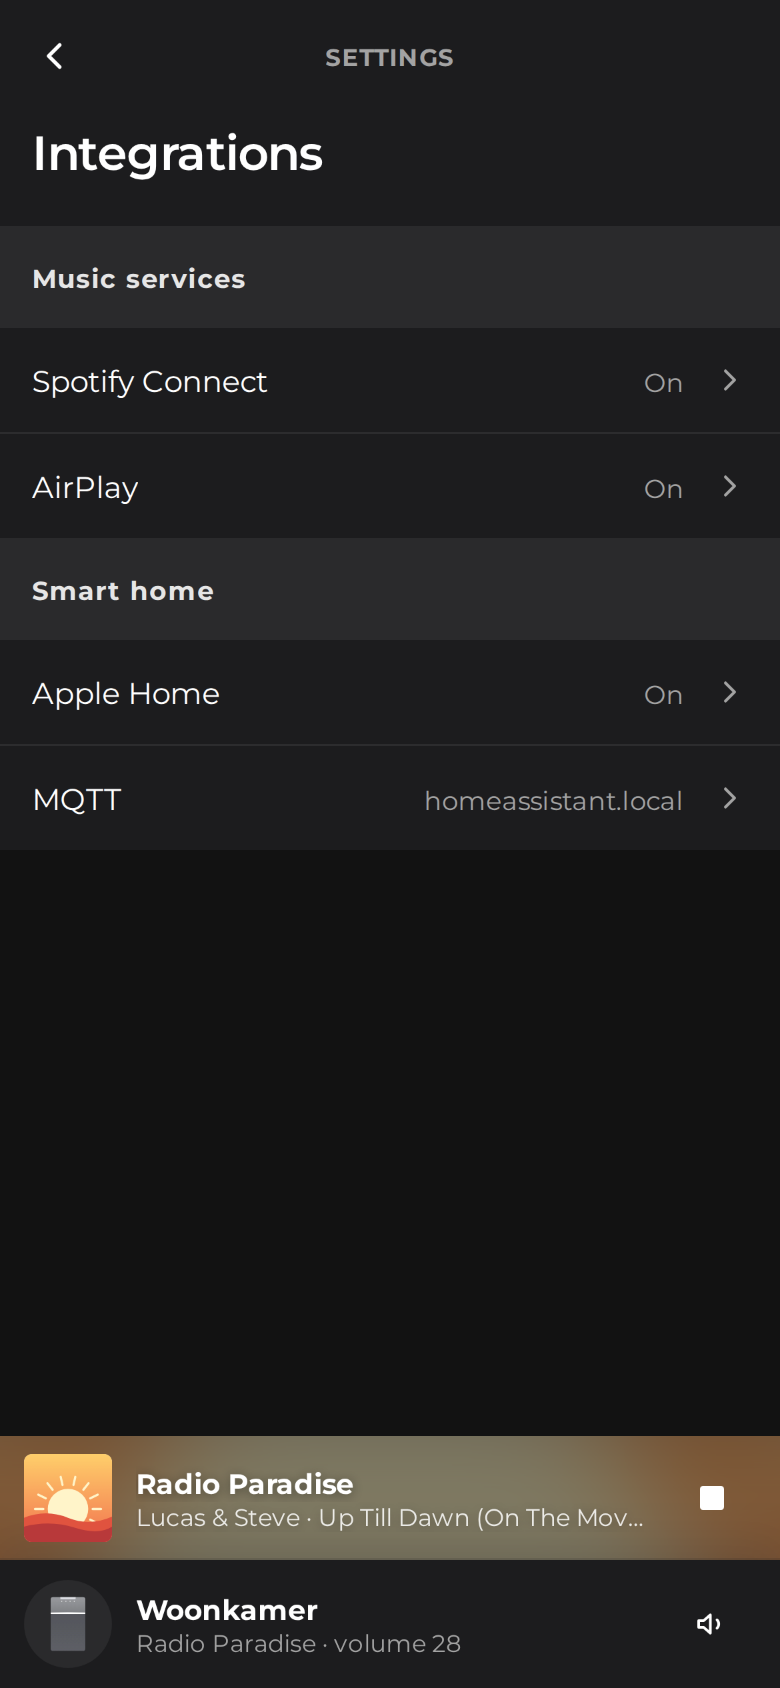 SETTINGS
Integrations
Music services
Spotify Connect On
AirPlay On
Smart home
Apple Home On
MQTT homeassistant.local
Radio Paradise
Lucas & Steve · Up Till Dawn (On The Mov...
Woonkamer
Radio Paradise · volume 28